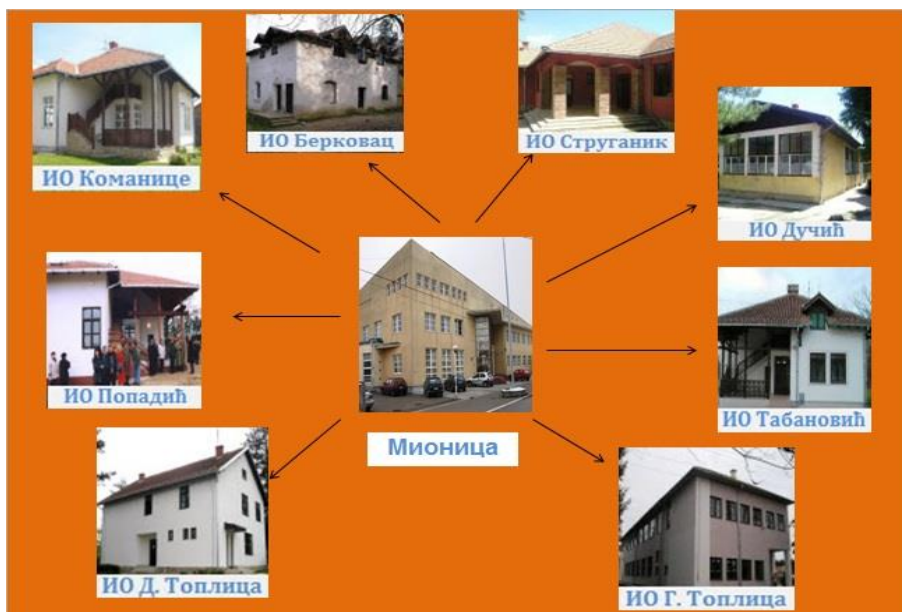 ИО Команице
ИО Берковац
ИО Струганик
ИО Дучић
ИО Попадић
Мионица
ИО Табановић
ИО Д. Топлица
ИО Г. Топлица